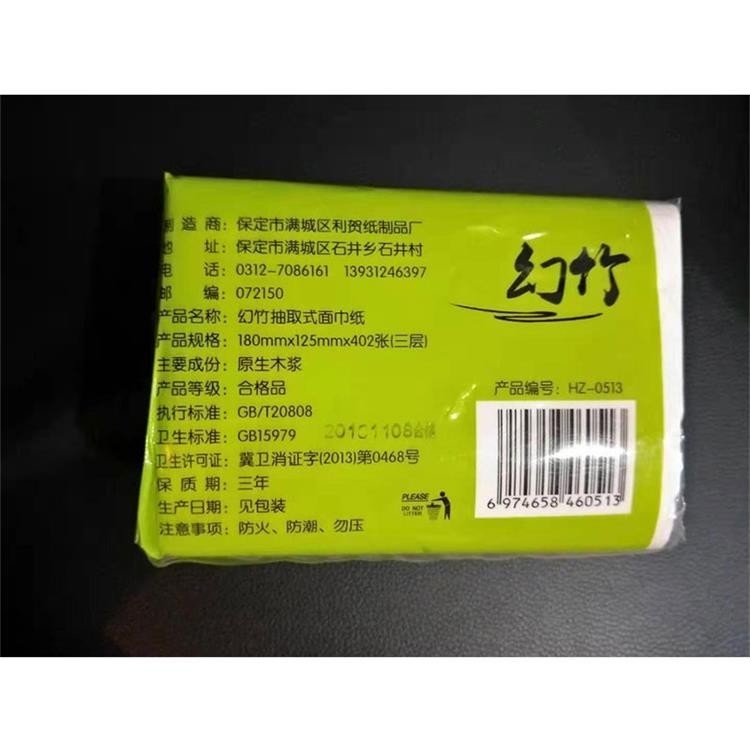 制造商：保定市满城区利贺纸制品厂
地址：保定市满城区石井乡石井村
电话：0312-7086161 13931246397
邮编：072150
产品名称：幻竹抽取式面巾纸
产品规格：180mmx125mmx402张(三层)
主要成份：原生木浆
产品等级：合格品
执行标准：GB/T20808
卫生标准：GB15979
卫生许可证：冀卫消证字(2013)第0468号
保质期：三年
生产日期：见包装
注意事项：防火、防潮、勿压
幻竹
产品编号：HZ-0513
6 974658 460513
PLEASE
DO NOT
LITTER